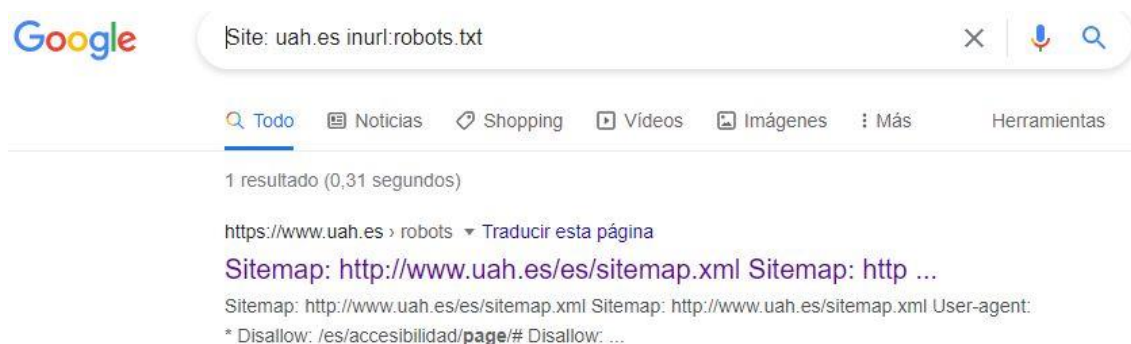 Google
Site: uah.es inurl:robots.txt
Todo Noticias Shopping Vídeos Imágenes Más Herramientas
1 resultado (0,31 segundos)
https://www.uah.es › robots ▾ Traducir esta página
Sitemap: http://www.uah.es/es/sitemap.xml Sitemap: http ...
Sitemap: http://www.uah.es/es/sitemap.xml Sitemap: http://www.uah.es/sitemap.xml User-agent:
* Disallow: /es/accesibilidad/page/# Disallow: ...